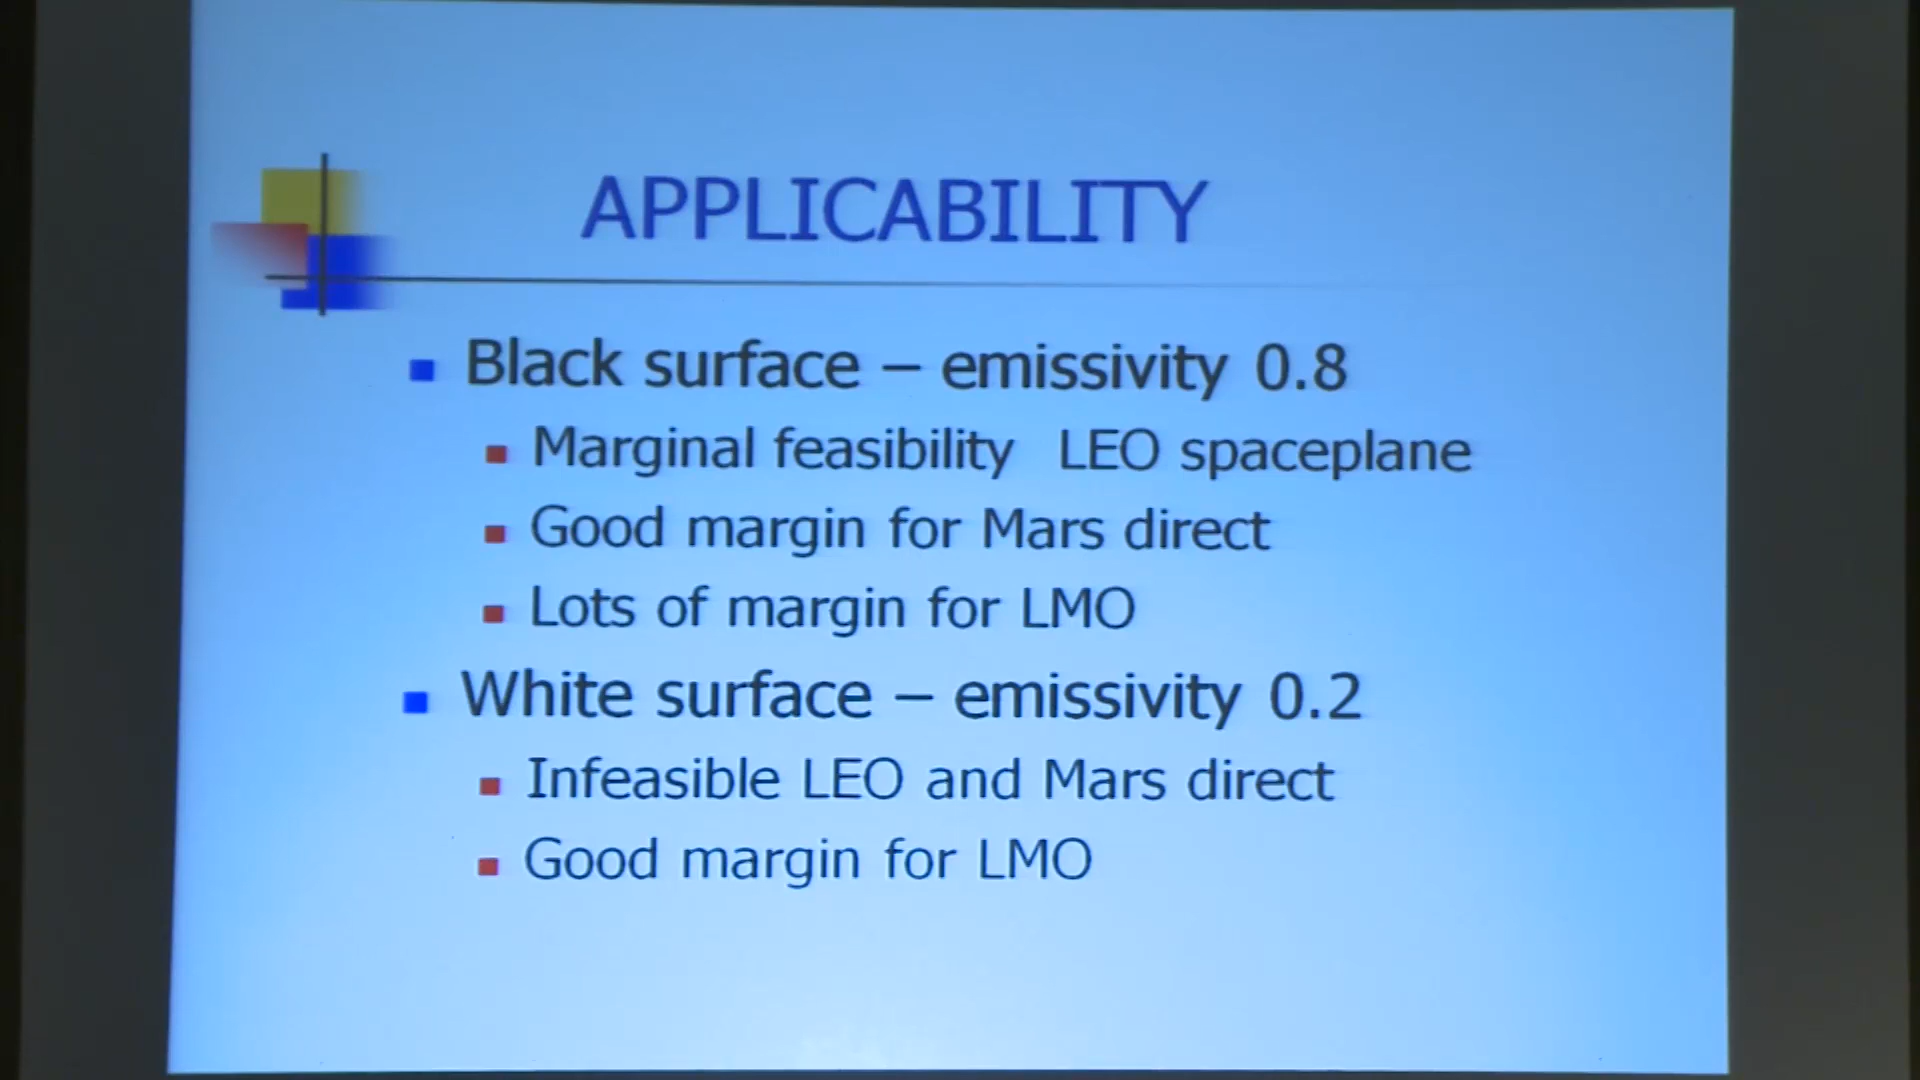 APPLICABILITY
Black surface – emissivity 0.8
Marginal feasibility LEO spaceplane
Good margin for Mars direct
Lots of margin for LMO
White surface – emissivity 0.2
Infeasible LEO and Mars direct
Good margin for LMO